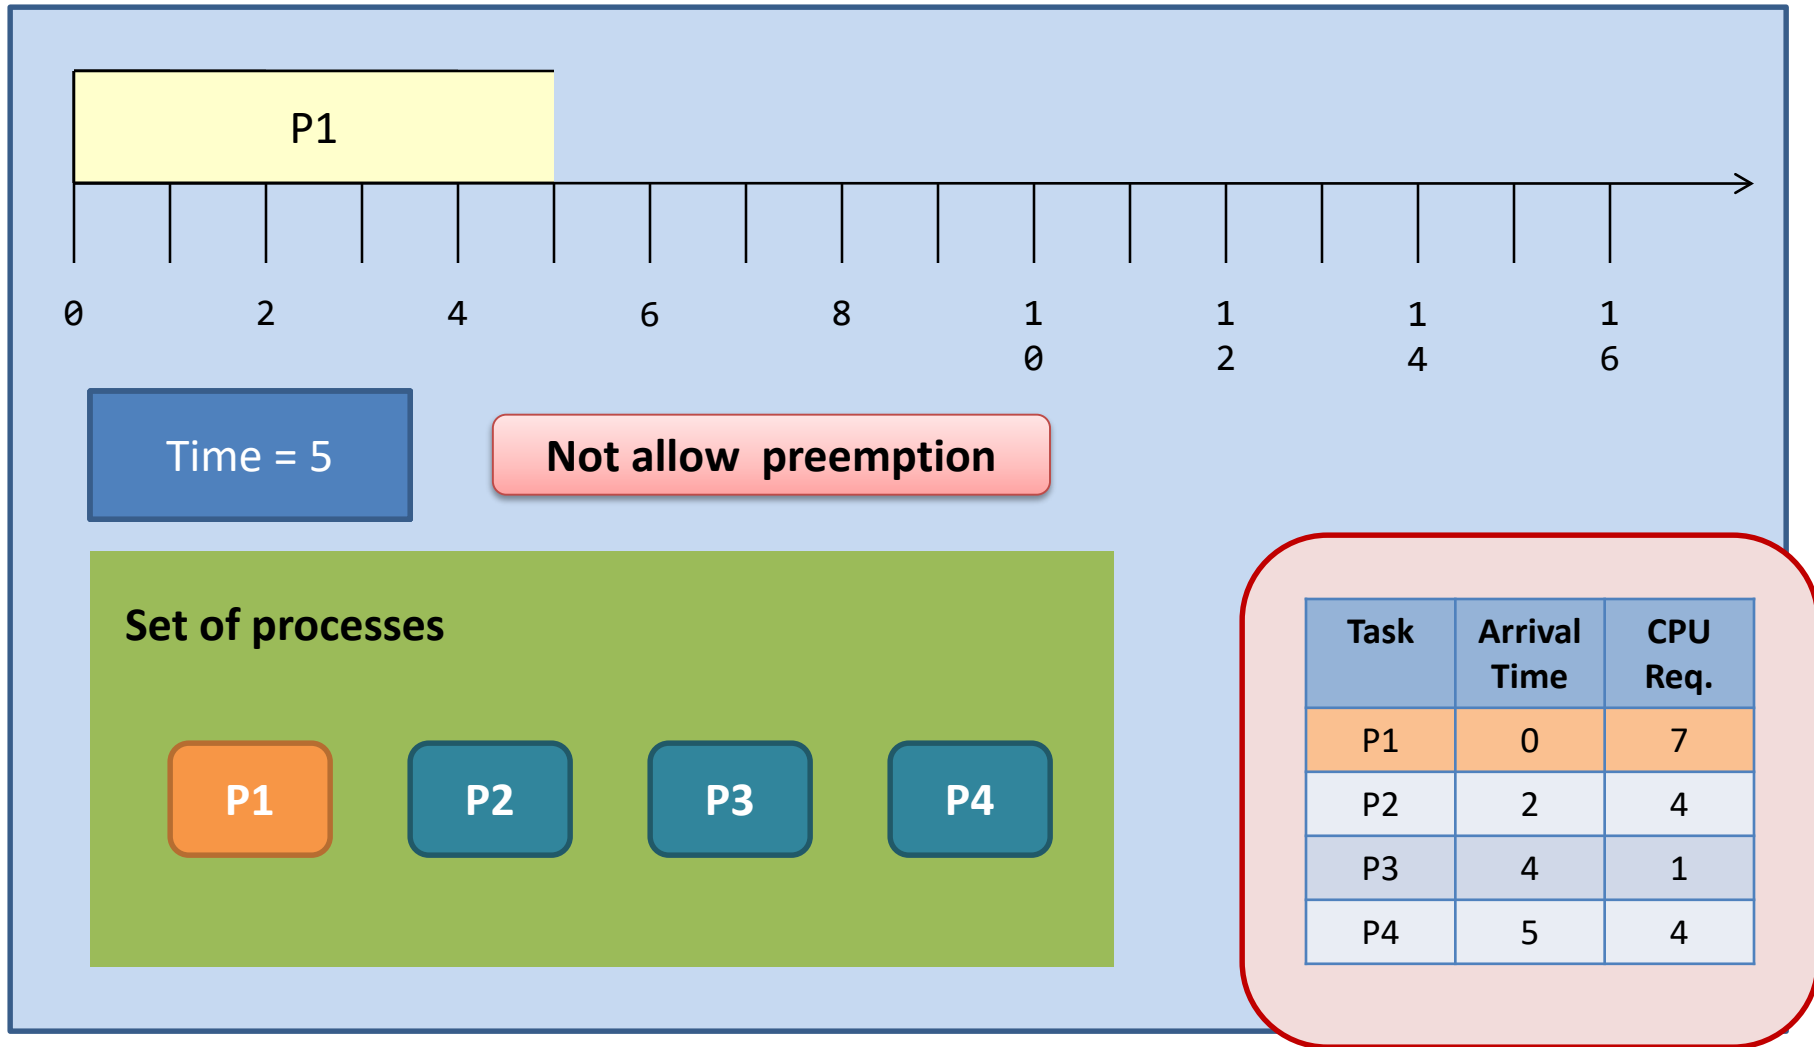 P1
0 2 4 6 8 1 1 1 1
0 2 4 6
Time = 5
Not allow preemption
Set of processes
P1 P2 P3 P4
Task Arrival CPU
Time Req.
P1 0 7
P2 2 4
P3 4 1
P4 5 4